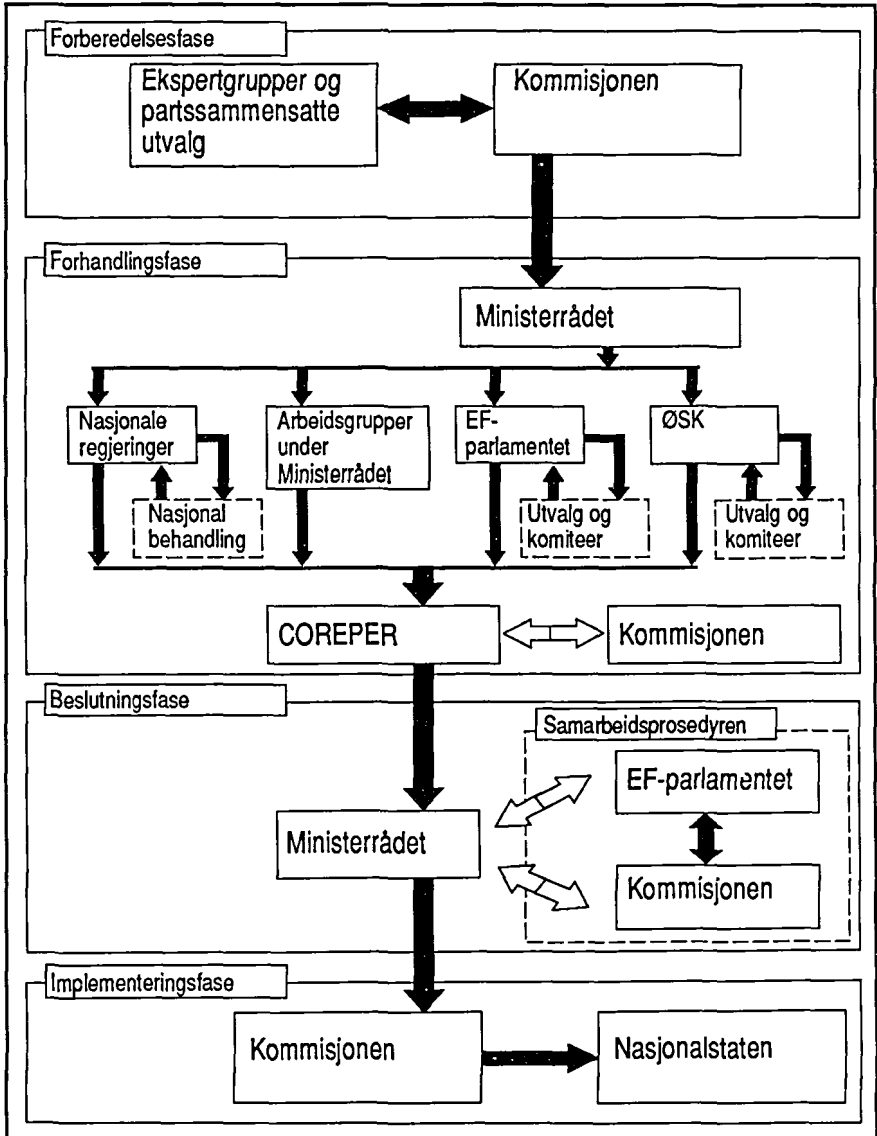 Forberedelsesfase
Ekspertgrupper og
partssammensatte
utvalg
Kommisjonen
Forhandlingsfase
Ministerrådet
Nasjonale
regjeringer
Arbeidsgrupper
under
Ministerrådet
EF-
parlamentet
ØSK
Nasjonal
behandling
Utvalg og
komiteer
Utvalg og
komiteer
COREPER
Kommisjonen
Beslutningsfase
Samarbeidsprosedyren
EF-parlamentet
Ministerrådet
Kommisjonen
Implementeringsfase
Kommisjonen
Nasjonalstaten